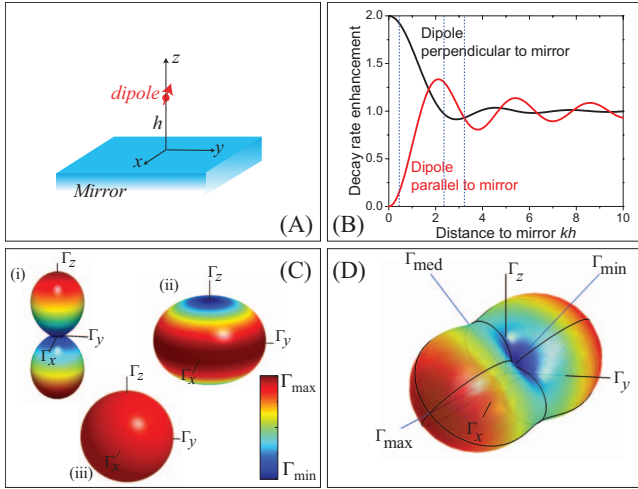 z
dipole
h
x
y
Mirror
(A)
Decay rate enhancement
2.0
1.5
1.0
0.5
0.0
Dipole
perpendicular to mirror
Dipole
parallel to mirror
0 2 4 6 8 10
Distance to mirror kh
(B)
(i)
Γz
Γy
Γx
(ii)
Γz
Γy
Γx
(C)
(iii)
Γz
Γy
Γx
Γmax
Γmin
(D)
Γmed
Γz
Γmin
Γy
Γx
Γmax